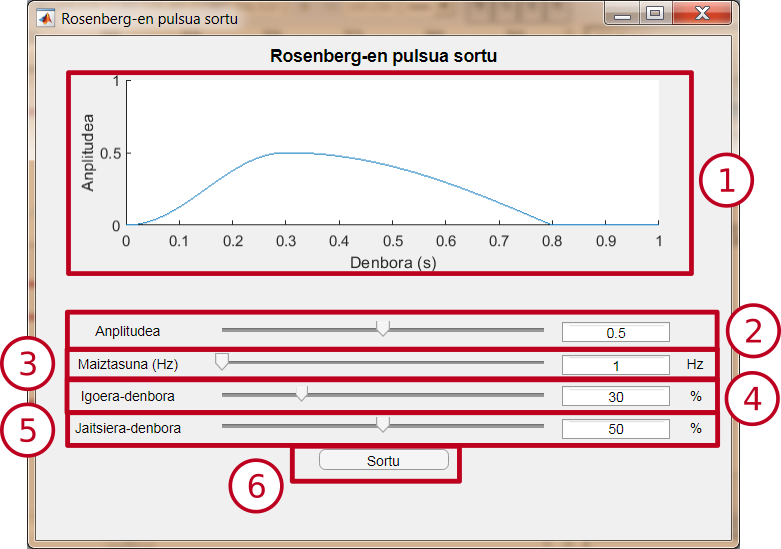 Rosenberg-en pulsua sortu
Rosenberg-en pulsua sortu
1
0.5
0
Anplitudea
0 0.1 0.2 0.3 0.4 0.5 0.6 0.7 0.8 0.9 1
Denbora (s)
1
Anplitudea 0.5
2
3
Maiztasuna (Hz) 1 Hz
Igoera-denbora 30 %
4
5
Jaitsiera-denbora 50 %
Sortu
6